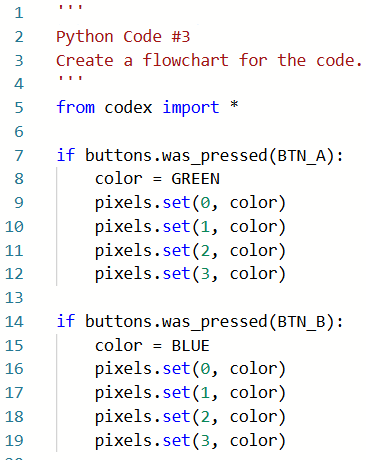 1 '''
2 Python Code #3
3 Create a flowchart for the code.
4 '''
5 from codex import *
6
7 if buttons.was_pressed(BTN_A):
8     color = GREEN
9     pixels.set(0, color)
10     pixels.set(1, color)
11     pixels.set(2, color)
12     pixels.set(3, color)
13
14 if buttons.was_pressed(BTN_B):
15     color = BLUE
16     pixels.set(0, color)
17     pixels.set(1, color)
18     pixels.set(2, color)
19     pixels.set(3, color)